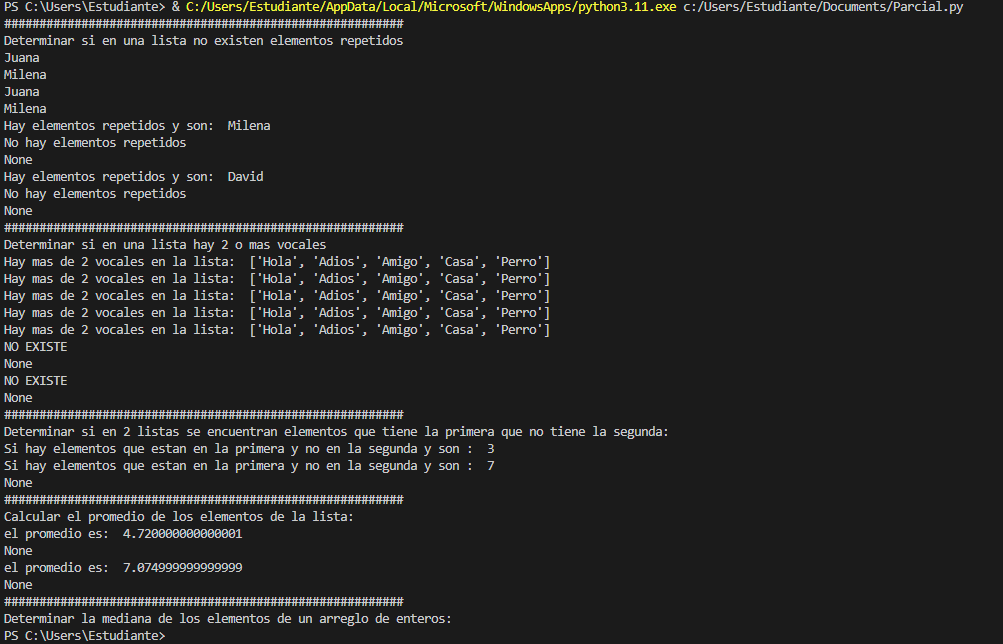 PS C:\Users\Estudiante> & C:/Users/Estudiante/AppData/Local/Microsoft/WindowsApps/python3.11.exe c:/Users/Estudiante/Documents/Parcial.py
#########################################################
Determinar si en una lista no existen elementos repetidos
Juana
Milena
Juana
Milena
Hay elementos repetidos y son:  Milena
No hay elementos repetidos
None
Hay elementos repetidos y son:  David
No hay elementos repetidos
None
#########################################################
Determinar si en una lista hay 2 o mas vocales
Hay mas de 2 vocales en la lista:  ['Hola', 'Adios', 'Amigo', 'Casa', 'Perro']
Hay mas de 2 vocales en la lista:  ['Hola', 'Adios', 'Amigo', 'Casa', 'Perro']
Hay mas de 2 vocales en la lista:  ['Hola', 'Adios', 'Amigo', 'Casa', 'Perro']
Hay mas de 2 vocales en la lista:  ['Hola', 'Adios', 'Amigo', 'Casa', 'Perro']
Hay mas de 2 vocales en la lista:  ['Hola', 'Adios', 'Amigo', 'Casa', 'Perro']
NO EXISTE
None
NO EXISTE
None
#########################################################
Determinar si en 2 listas se encuentran elementos que tiene la primera que no tiene la segunda:
Si hay elementos que estan en la primera y no en la segunda y son :  3
Si hay elementos que estan en la primera y no en la segunda y son :  7
None
#########################################################
Calcular el promedio de los elementos de la lista:
el promedio es:  4.720000000000001
None
el promedio es:  7.074999999999999
None
#########################################################
Determinar la mediana de los elementos de un arreglo de enteros:
PS C:\Users\Estudiante>